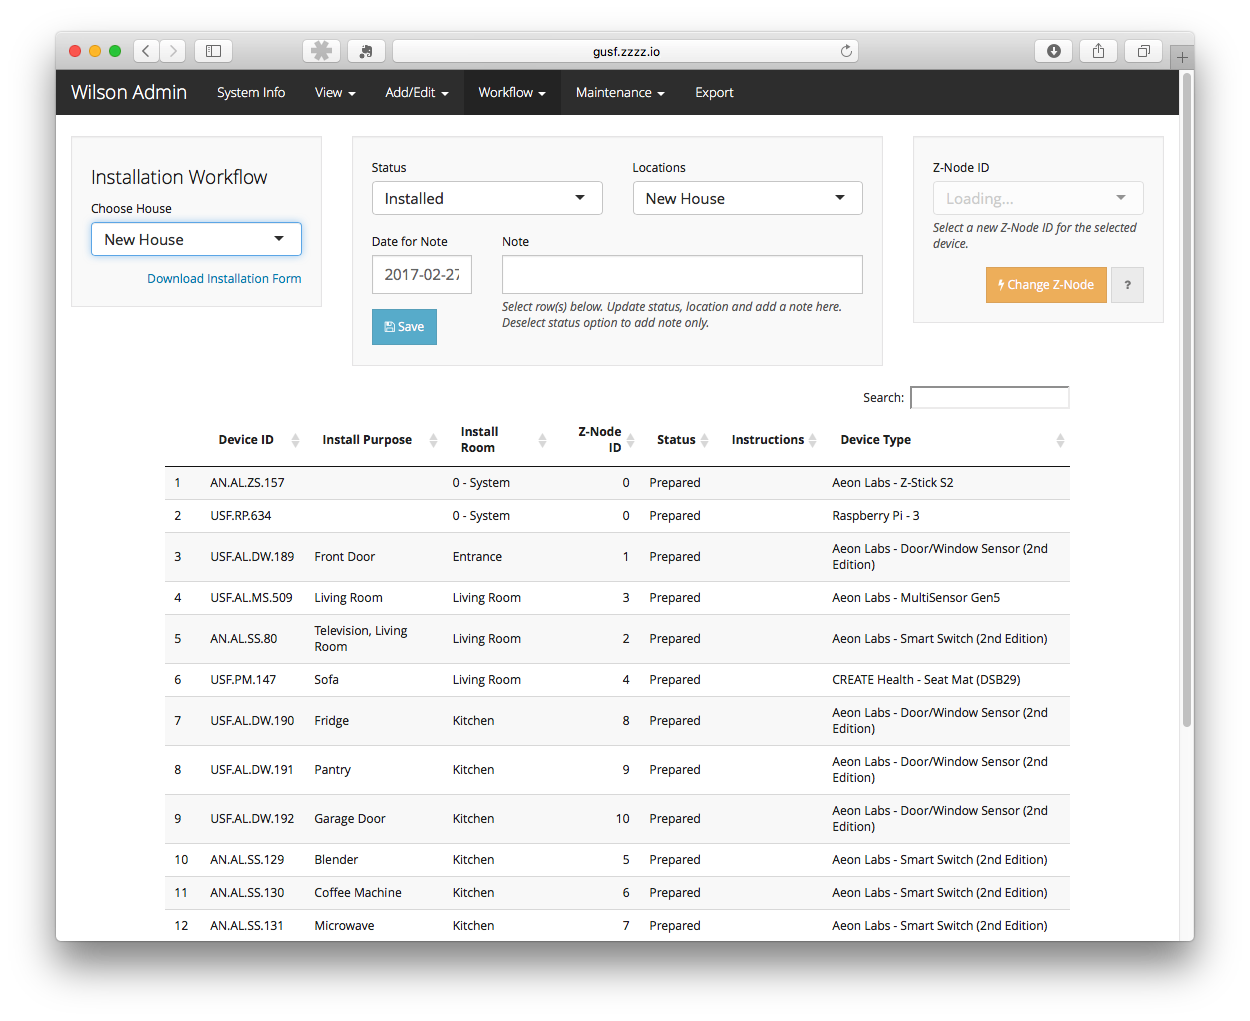 gusf.zzzz.io
Wilson Admin System Info View Add/Edit Workflow Maintenance Export
Installation Workflow
Choose House
New House
Download Installation Form
Status Locations
Installed New House
Date for Note Note
2017-02-27
Select row(s) below. Update status, location and add a note here.
Deselect status option to add note only.
Save
Z-Node ID
Loading...
Select a new Z-Node ID for the selected
device.
Change Z-Node ?
Search:
Device ID Install Purpose Install Room Z-Node ID Status Instructions Device Type
1 AN.AL.ZS.157 0 - System 0 Prepared Aeon Labs - Z-Stick S2
2 USF.RP.634 0 - System 0 Prepared Raspberry Pi - 3
3 USF.AL.DW.189 Front Door Entrance 1 Prepared Aeon Labs - Door/Window Sensor (2nd
Edition)
4 USF.AL.MS.509 Living Room Living Room 3 Prepared Aeon Labs - MultiSensor Gen5
5 AN.AL.SS.80 Television, Living Room Living Room 2 Prepared Aeon Labs - Smart Switch (2nd Edition)
6 USF.PM.147 Sofa Living Room 4 Prepared CREATE Health - Seat Mat (DSB29)
7 USF.AL.DW.190 Fridge Kitchen 8 Prepared Aeon Labs - Door/Window Sensor (2nd
Edition)
8 USF.AL.DW.191 Pantry Kitchen 9 Prepared Aeon Labs - Door/Window Sensor (2nd
Edition)
9 USF.AL.DW.192 Garage Door Kitchen 10 Prepared Aeon Labs - Door/Window Sensor (2nd
Edition)
10 AN.AL.SS.129 Blender Kitchen 5 Prepared Aeon Labs - Smart Switch (2nd Edition)
11 AN.AL.SS.130 Coffee Machine Kitchen 6 Prepared Aeon Labs - Smart Switch (2nd Edition)
12 AN.AL.SS.131 Microwave Kitchen 7 Prepared Aeon Labs - Smart Switch (2nd Edition)